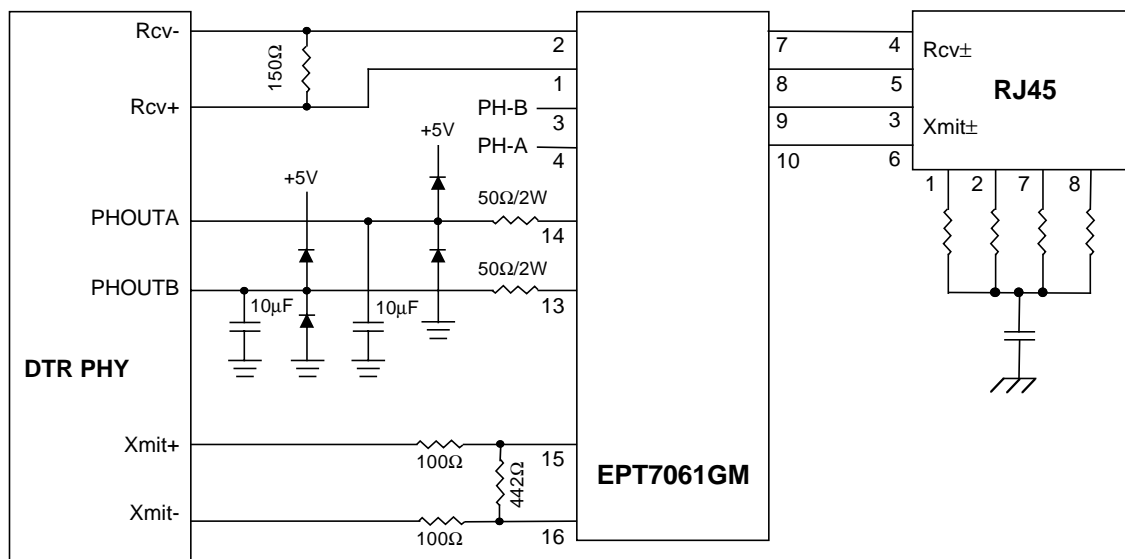 Rcv-
2
7
4
Rcv±
150Ω
1
8
5
RJ45
Rcv+
PH-B
3
9
3
Xmit±
+5V
PH-A
4
10
6
+5V
1
2
7
8
PHOUTA
50Ω/2W
14
PHOUTB
50Ω/2W
10µF
10µF
13
DTR PHY
Xmit+
100Ω
15
442Ω
EPT7061GM
Xmit-
100Ω
16